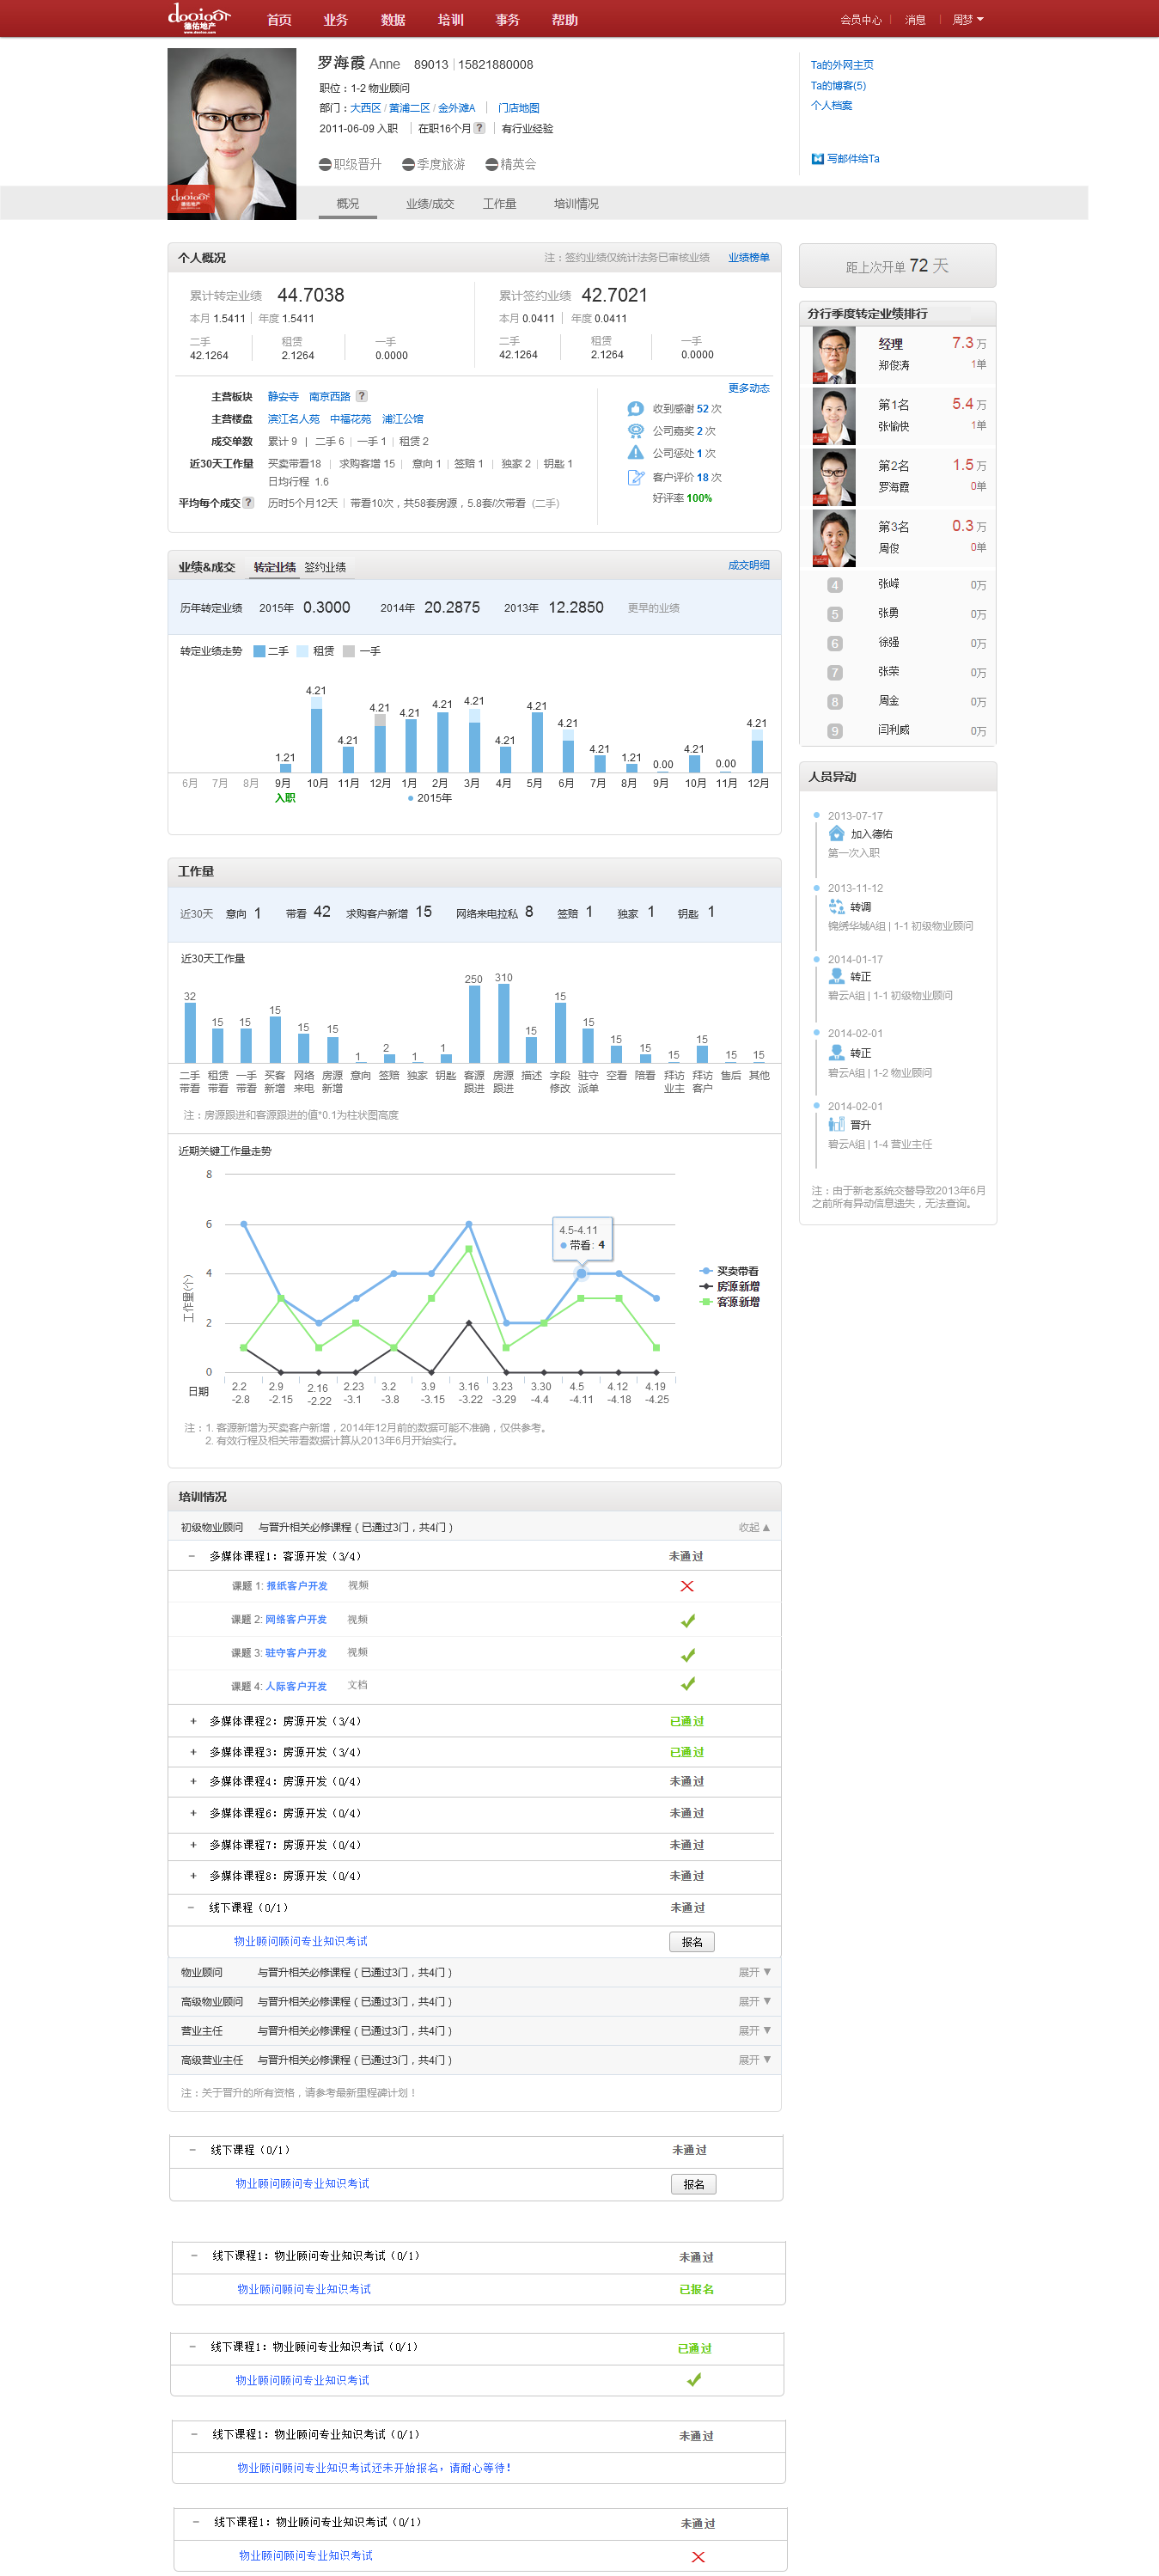 dooioor
德佑地产
www.dooioo.com
首页 业务 数据 培训 事务 帮助
会员中心 消息 周梦
罗海霞 Anne 89013 15821880008
职位：1-2 物业顾问
部门：大西区 / 黄浦二区 / 金外滩A 门店地图
2011-06-09 入职 在职16个月 ? 有行业经验
职级晋升 季度旅游 精英会
Ta的外网主页
Ta的博客(5)
个人档案
写邮件给Ta
dooioor
德佑地产
概况 业绩/成交 工作量 培训情况
个人概况 注：签约业绩仅统计法务已审核业绩 业绩榜单
累计转定业绩 44.7038 累计签约业绩 42.7021
本月 1.5411 年度 1.5411 本月 0.0411 年度 0.0411
二手 租赁 一手 二手 租赁 一手
42.1264 2.1264 0.0000 42.1264 2.1264 0.0000
主营板块 静安寺 南京西路 ?
主营楼盘 滨江名人苑 中福花苑 浦江公馆
成交单数 累计 9 | 二手 6 | 一手 1 | 租赁 2
近30天工作量 买卖带看18 | 求购客增 15 | 意向 1 | 签赔 1 | 独家 2 | 钥匙 1
日均行程 1.6
平均每个成交 ? 历时5个月12天 | 带看10次，共58套房源，5.8套/次带看 (二手)
更多动态
收到感谢 52 次
公司嘉奖 2 次
公司惩处 1 次
客户评价 18 次
好评率 100%
业绩&成交 转定业绩 签约业绩 成交明细
历年转定业绩 2015年 0.3000 2014年 20.2875 2013年 12.2850 更早的业绩
转定业绩走势 二手 租赁 一手
1.21 4.21 4.21 4.21 4.21 4.21 4.21 4.21 4.21 4.21 4.21 1.21 0.00 4.21 0.00 4.21
6月 7月 8月 9月 10月 11月 12月 1月 2月 3月 4月 5月 6月 7月 8月 9月 10月 11月 12月
入职 2015年
工作量
近30天 意向 1 带看 42 求购客户新增 15 网络来电拉私 8 签赔 1 独家 1 钥匙 1
近30天工作量
32 15 15 15 15 15 1 2 1 1 250 310 15 15 15 15 15 15 15 15 15
二手 租赁 一手 买客 网络 房源 意向 签赔 独家 钥匙 客源 房源 描述 字段 驻守 空看 陪看 拜访 拜访 售后 其他
带看 带看 带看 新增 来电 新增 跟进 跟进 修改 派单 业主 客户
注：房源跟进和客源跟进的值*0.1为柱状图高度
近期关键工作量走势
8
6
4
2
0
工作量(个)
4.5-4.11
带看: 4
买卖带看
房源新增
客源新增
日期
2.2 2.9 2.16 2.23 3.2 3.9 3.16 3.23 3.30 4.5 4.12 4.19
-2.8 -2.15 -2.22 -3.1 -3.8 -3.15 -3.22 -3.29 -4.4 -4.11 -4.18 -4.25
注：1. 客源新增为买卖客户新增，2014年12月前的数据可能不准确，仅供参考。
2. 有效行程及相关带看数据计算从2013年6月开始实行。
培训情况
初级物业顾问 与晋升相关必修课程 ( 已通过3门，共4门 ) 收起▲
－ 多媒体课程1：客源开发（3/4） 未通过
课题 1: 报纸客户开发 视频
课题 2: 网络客户开发 视频
课题 3: 驻守客户开发 视频
课题 4: 人际客户开发 文档
+ 多媒体课程2：房源开发（3/4） 已通过
+ 多媒体课程3：房源开发（3/4） 已通过
+ 多媒体课程4：房源开发（0/4） 未通过
+ 多媒体课程6：房源开发（0/4） 未通过
+ 多媒体课程7：房源开发（0/4） 未通过
+ 多媒体课程8：房源开发（0/4） 未通过
－ 线下课程（0/1） 未通过
物业顾问顾问专业知识考试 报名
物业顾问 与晋升相关必修课程 ( 已通过3门，共4门 ) 展开▼
高级物业顾问 与晋升相关必修课程 ( 已通过3门，共4门 ) 展开▼
营业主任 与晋升相关必修课程 ( 已通过3门，共4门 ) 展开▼
高级营业主任 与晋升相关必修课程 ( 已通过3门，共4门 ) 展开▼
注：关于晋升的所有资格，请参考最新里程碑计划！
－ 线下课程（0/1） 未通过
物业顾问顾问专业知识考试 报名
－ 线下课程1：物业顾问专业知识考试（0/1） 未通过
物业顾问顾问专业知识考试 已报名
－ 线下课程1：物业顾问专业知识考试（0/1） 已通过
物业顾问顾问专业知识考试
－ 线下课程1：物业顾问专业知识考试（0/1） 未通过
物业顾问顾问专业知识考试还未开始报名，请耐心等待！
－ 线下课程1：物业顾问专业知识考试（0/1） 未通过
物业顾问顾问专业知识考试
距上次开单 72 天
分行季度转定业绩排行
经理 7.3 万
郑俊涛 1单
第1名 5.4 万
张愉快 1单
第2名 1.5 万
罗海霞 0单
第3名 0.3 万
周俊 0单
4 张嵘 0万
5 张勇 0万
6 徐强 0万
7 张荣 0万
8 周金 0万
9 闫利威 0万
人员异动
2013-07-17
加入德佑
第一次入职
2013-11-12
转调
锦绣华城A组 | 1-1 初级物业顾问
2014-01-17
转正
碧云A组 | 1-1 初级物业顾问
2014-02-01
转正
碧云A组 | 1-2 物业顾问
2014-02-01
晋升
碧云A组 | 1-4 营业主任
注：由于新老系统交替导致2013年6月
之前所有异动信息遗失，无法查询。